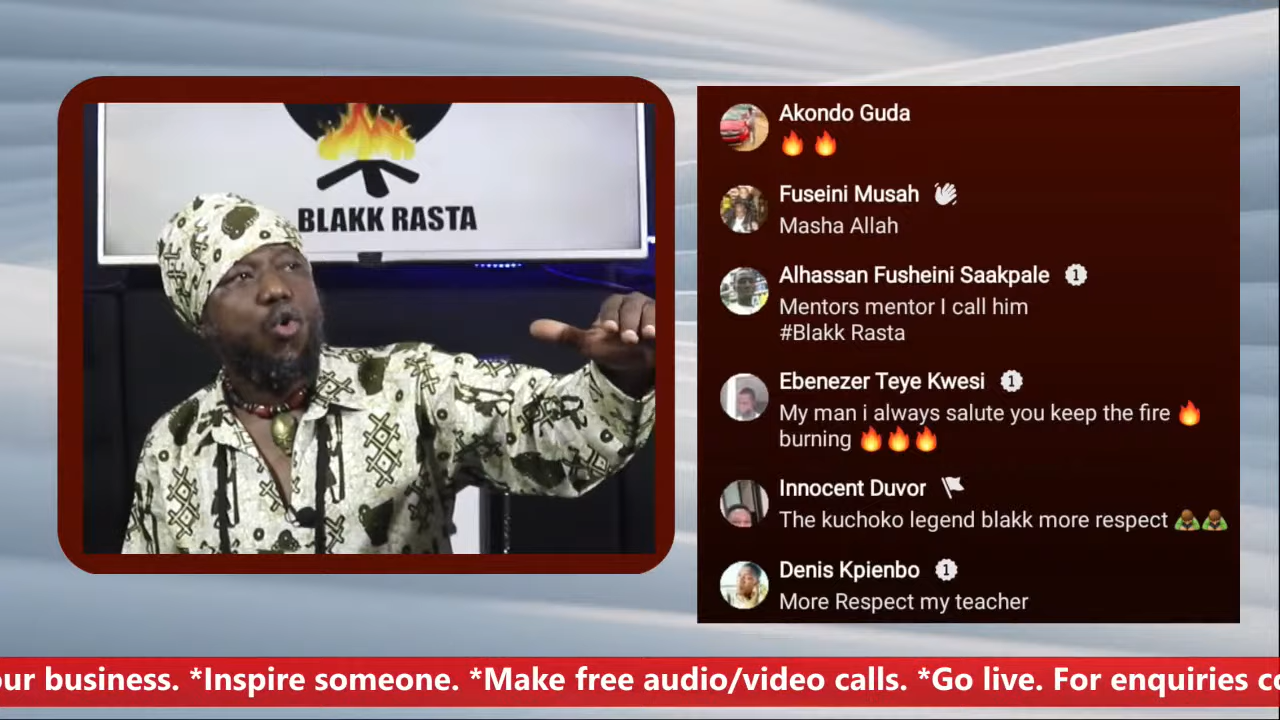 BLAKK RASTA
Akondo Guda
🔥 🔥
Fuseini Musah
Masha Allah
Alhassan Fusheini Saakpale
Mentors mentor I call him
#Blakk Rasta
Ebenezer Teye Kwesi
My man i always salute you keep the fire 🔥
burning 🔥🔥🔥
Innocent Duvor
The kuchoko legend blakk more respect
Denis Kpienbo
More Respect my teacher
our business. *Inspire someone. *Make free audio/video calls. *Go live. For enquiries co